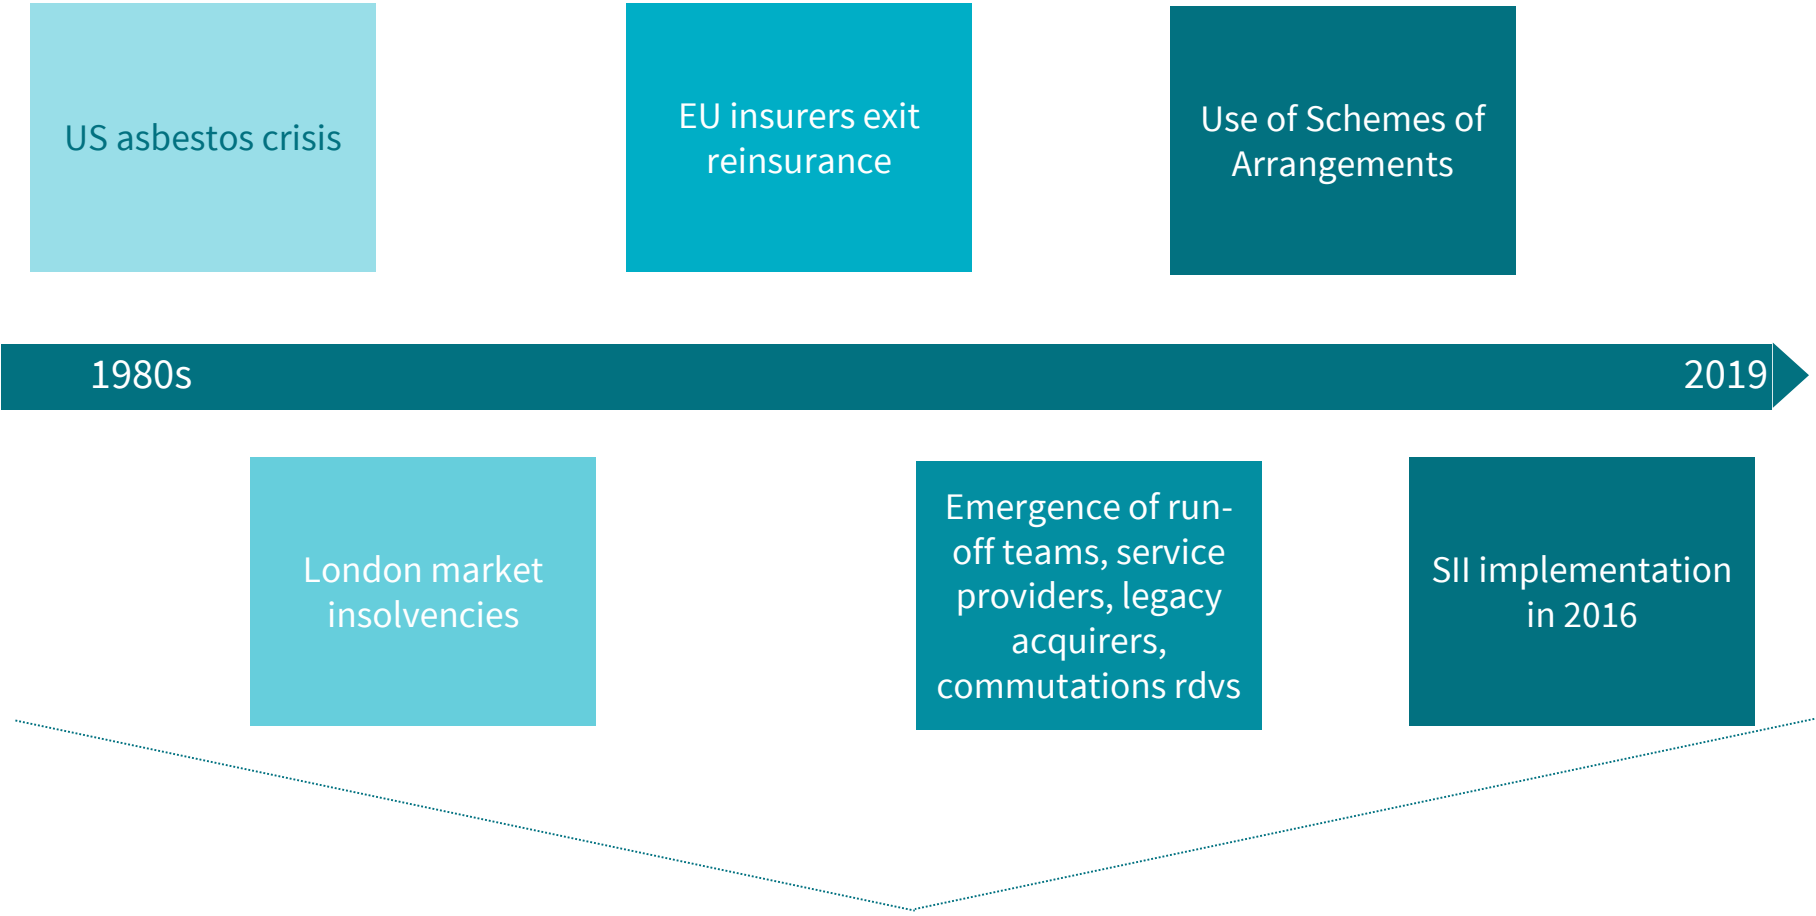 US asbestos crisis
EU insurers exit
reinsurance
Use of Schemes of
Arrangements
1980s
2019
London market
insolvencies
Emergence of run-
off teams, service
providers, legacy
acquirers,
commutations rdvs
SII implementation
in 2016